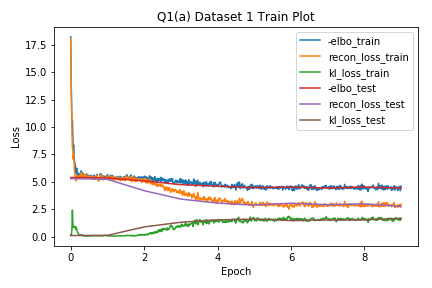 Q1(a) Dataset 1 Train Plot
17.5
15.0
12.5
10.0
7.5
5.0
2.5
0.0
Loss
-elbo_train
recon_loss_train
kl_loss_train
-elbo_test
recon_loss_test
kl_loss_test
0 2 4 6 8
Epoch